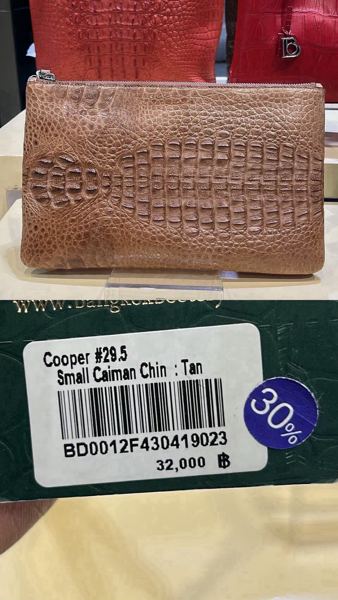 Cooper #29.5
Small Caiman Chin : Tan
BD0012F430419023
32,000 ฿
30%